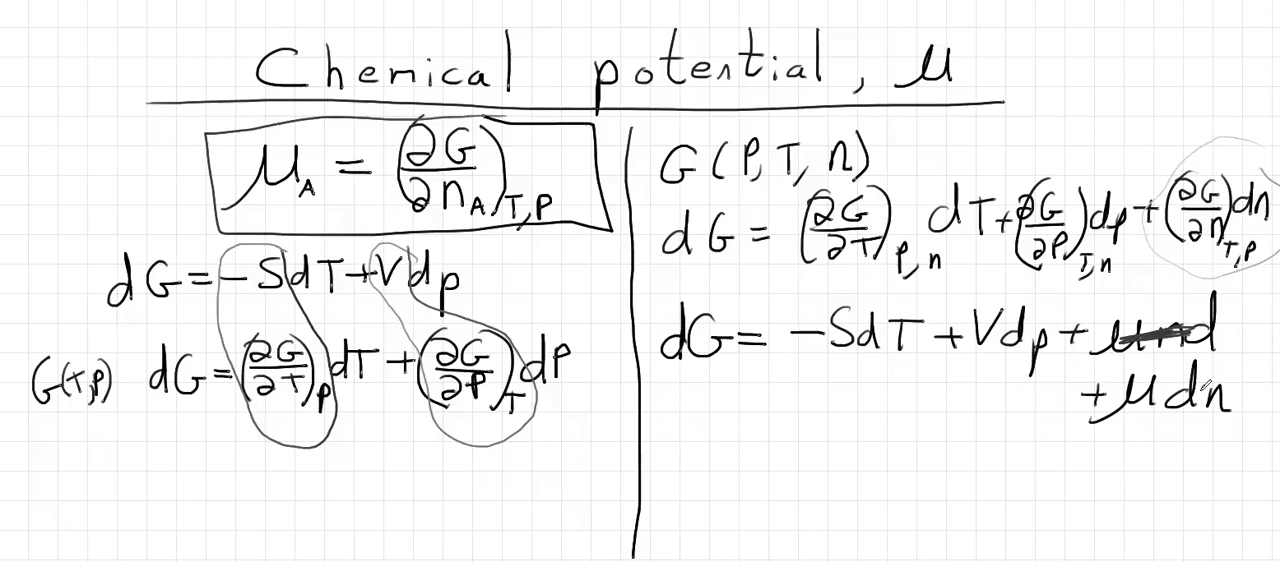 Chemical potential, μ
μ_A = (∂G/∂n_A)_T,P
dG = -SdT + Vdp
G(T,P) dG = (∂G/∂T)_P dT + (∂G/∂P)_T dP
G(P,T,n)
dG = (∂G/∂T)_P,n dT + (∂G/∂P)_T,n dp + (∂G/∂n)_T,P dn
dG = -SdT + Vdp +
+ μdn